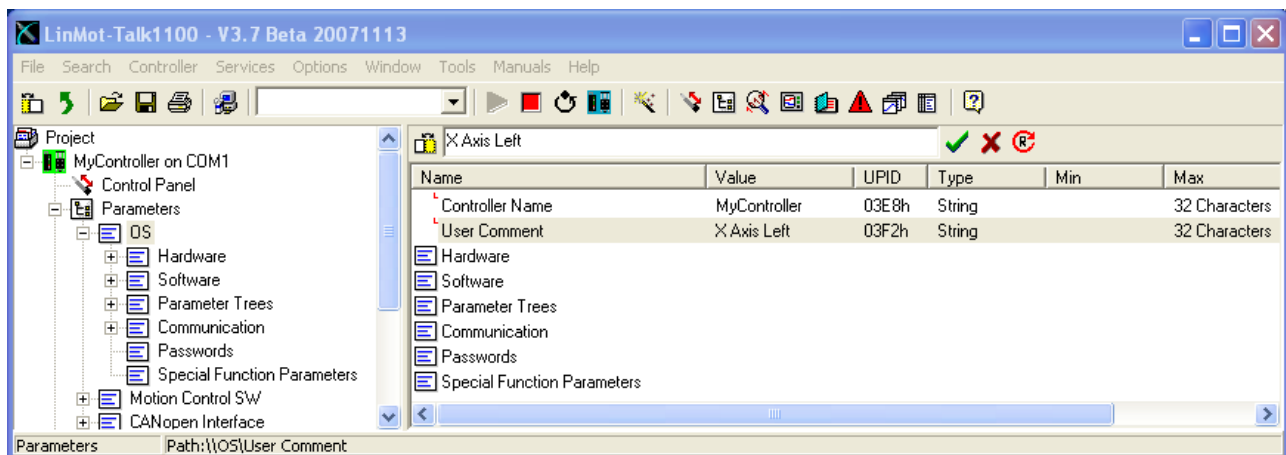 LinMot-Talk1100 - V3.7 Beta 20071113
File Search Controller Services Options Window Tools Manuals Help
Project
MyController on COM1
Control Panel
Parameters
OS
Hardware
Software
Parameter Trees
Communication
Passwords
Special Function Parameters
Motion Control SW
CANopen Interface
X Axis Left
Name Value UPID Type Min Max
Controller Name MyController 03E8h String 32 Characters
User Comment X Axis Left 03F2h String 32 Characters
Hardware
Software
Parameter Trees
Communication
Passwords
Special Function Parameters
Parameters Path:\\OS\User Comment